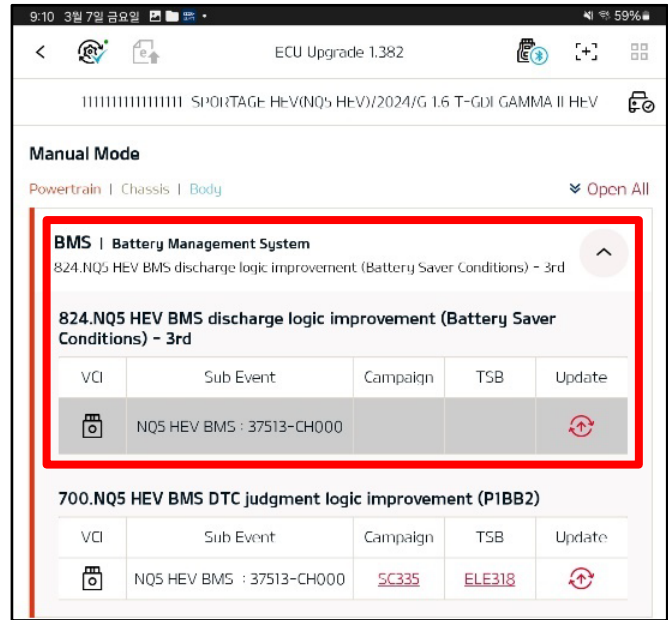 9:10 3월 7일 금요일 59%
ECU Upgrade 1.382
11111111111111111 SPORTAGE HEV(NQ5 HEV)/2024/G 1.6 T-GDI GAMMA II HEV
Manual Mode
Powertrain | Chassis | Body
Open All
BMS | Battery Management System
824.NQ5 HEV BMS discharge logic improvement (Battery Saver Conditions) - 3rd
824.NQ5 HEV BMS discharge logic improvement (Battery Saver
Conditions) - 3rd
VCI Sub Event Campaign TSB Update
NQ5 HEV BMS : 37513-CH000
700.NQ5 HEV BMS DTC judgment logic improvement (P1BB2)
VCI Sub Event Campaign TSB Update
NQ5 HEV BMS : 37513-CH000 SC335 ELE318